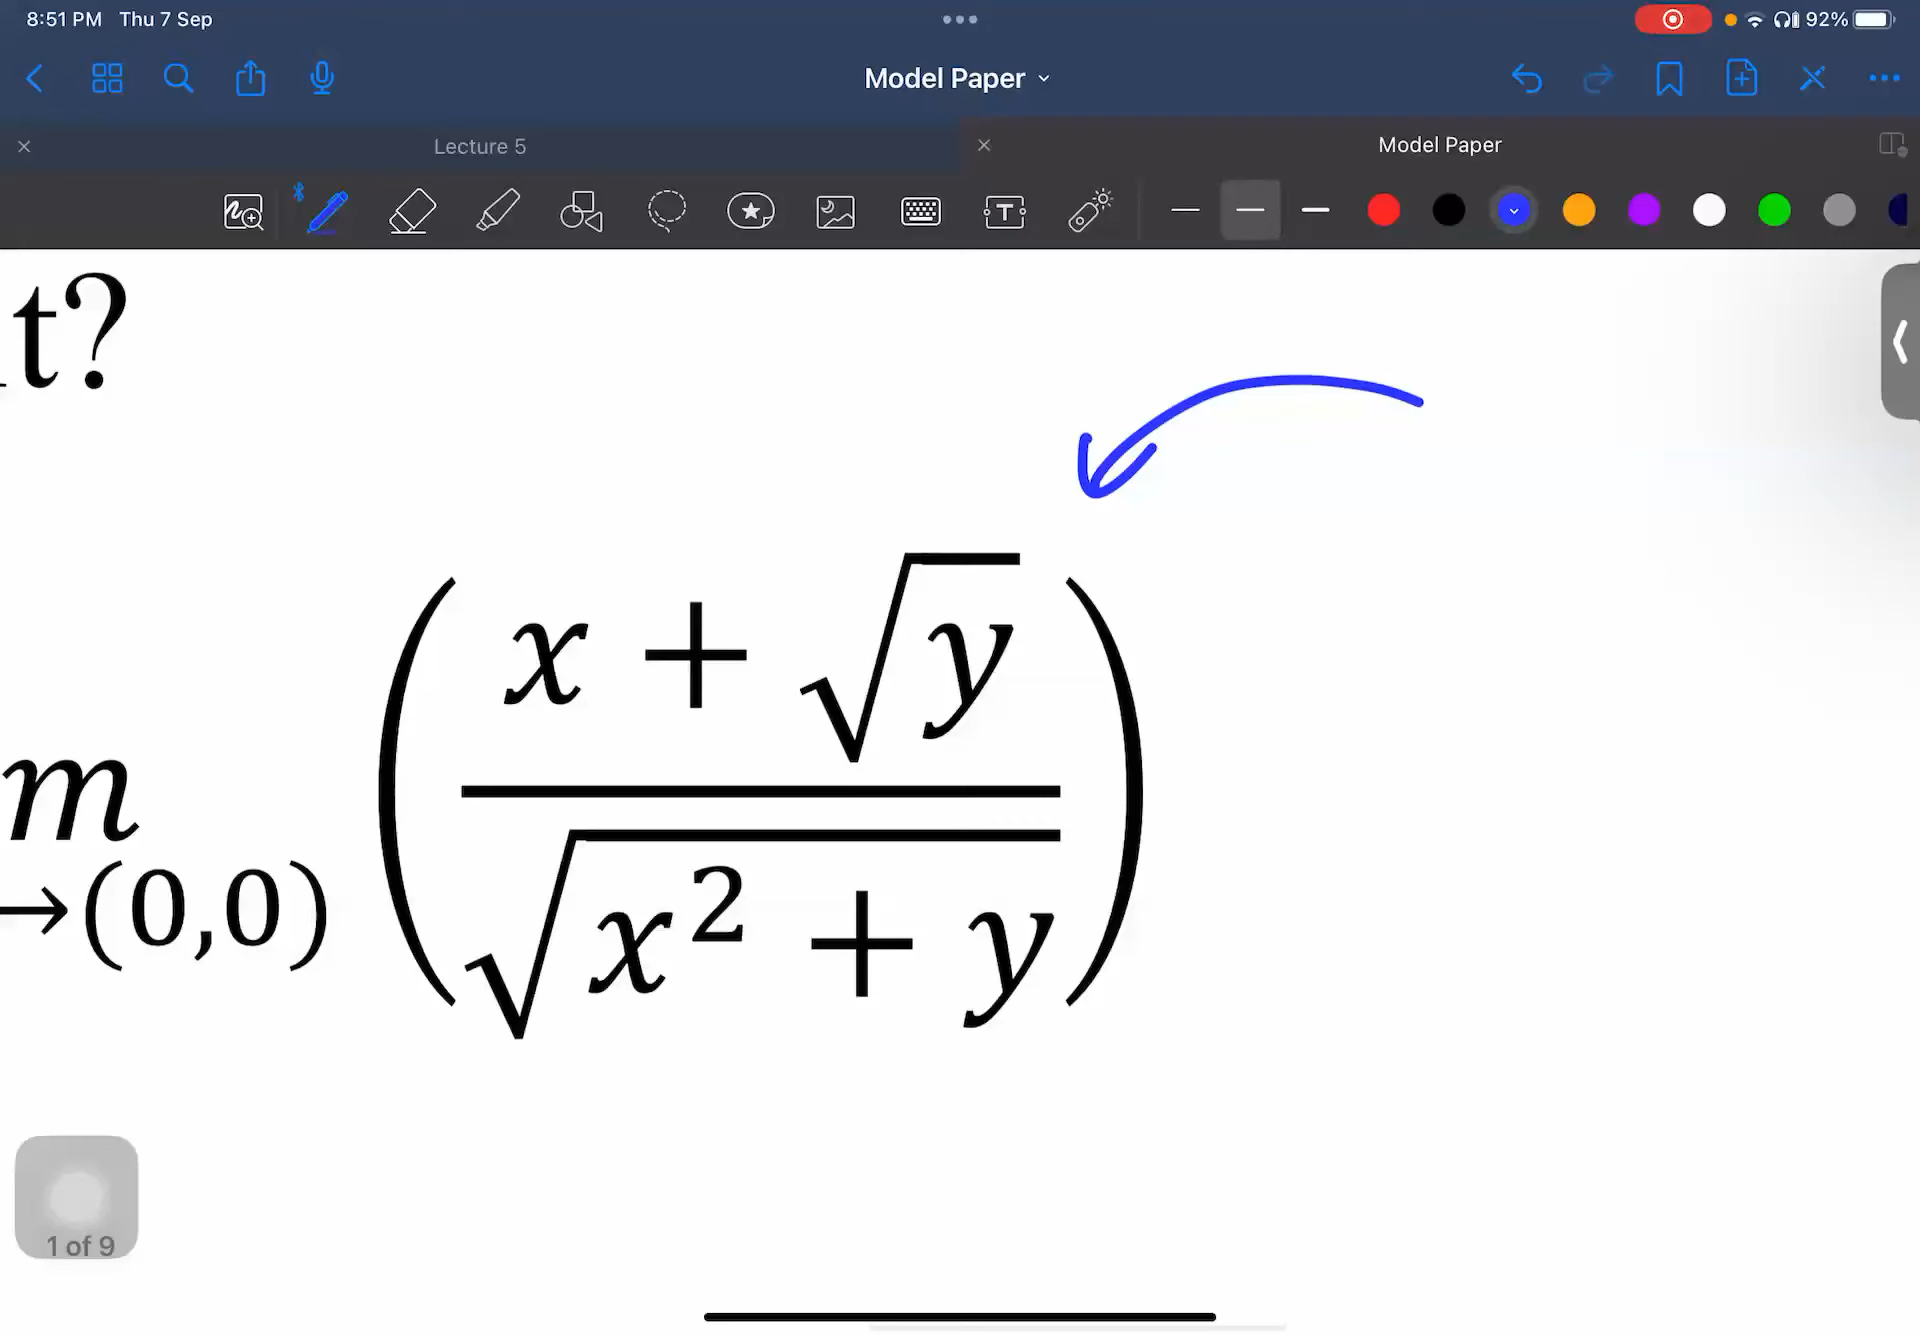 8:51 PM Thu 7 Sep
92%
Model Paper
Lecture 5
Model Paper
T
t?
m →(0,0) ( x + √y / √x² + y )
1 of 9